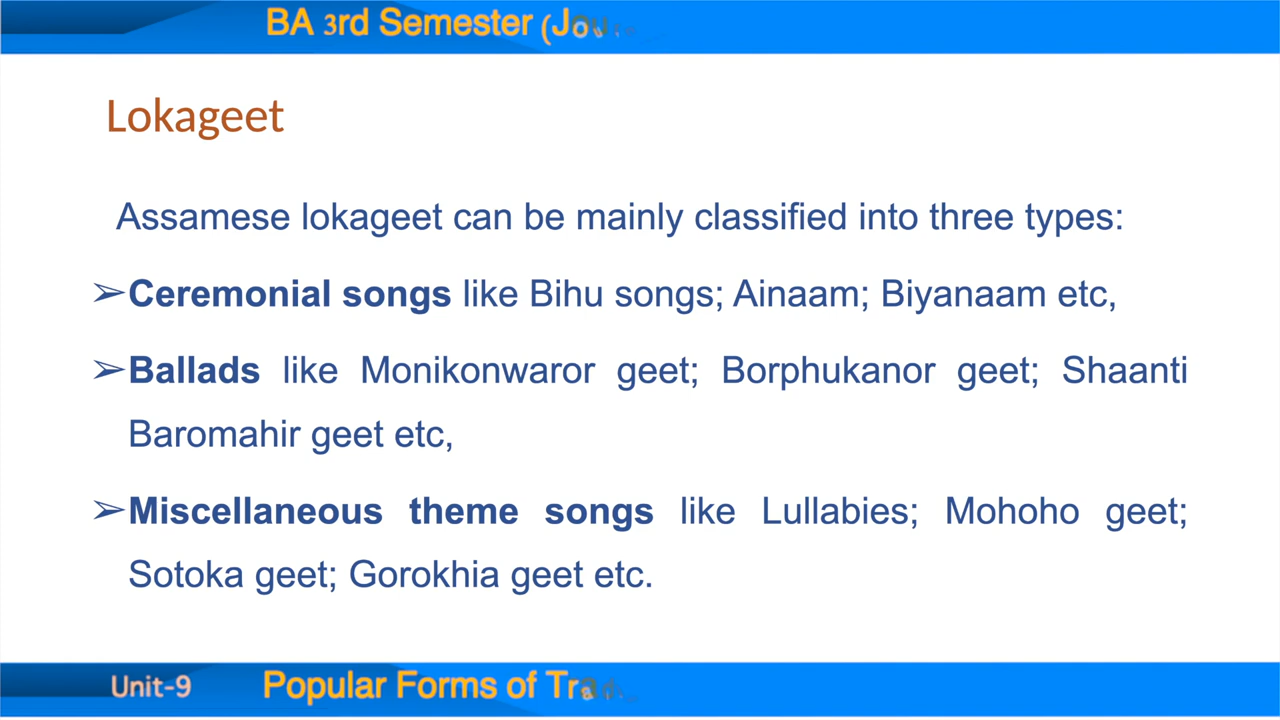 BA 3rd Semester
Lokageet
Assamese lokageet can be mainly classified into three types:
➢Ceremonial songs like Bihu songs; Ainaam; Biyanaam etc,
➢Ballads like Monikonwaror geet; Borphukanor geet; Shaanti
Baromahir geet etc,
➢Miscellaneous theme songs like Lullabies; Mohoho geet;
Sotoka geet; Gorokhia geet etc.
Unit-9 Popular Forms of